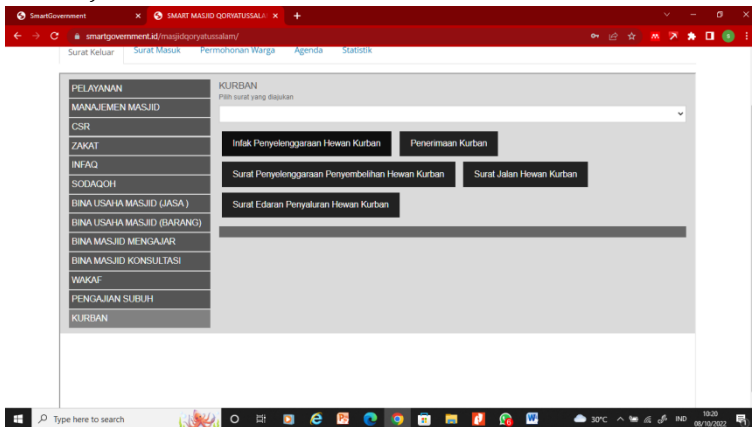 SmartGovernment
SMART MASJID QORYATUSSALA
smartgovernment.id/masjidqoryatussalam/
Surat Keluar Surat Masuk Permohonan Warga Agenda Statistik
PELAYANAN
MANAJEMEN MASJID
CSR
ZAKAT
INFAQ
SODAQOH
BINA USAHA MASJID (JASA )
BINA USAHA MASJID (BARANG)
BINA MASJID MENGAJAR
BINA MASJID KONSULTASI
WAKAF
PENGAJIAN SUBUH
KURBAN
KURBAN
Pilih surat yang diajukan
Infak Penyelenggaraan Hewan Kurban Penerimaan Kurban
Surat Penyelenggaraan Penyembelihan Hewan Kurban Surat Jalan Hewan Kurban
Surat Edaran Penyaluran Hewan Kurban
Type here to search 30°C IND 10:20
08/10/2022